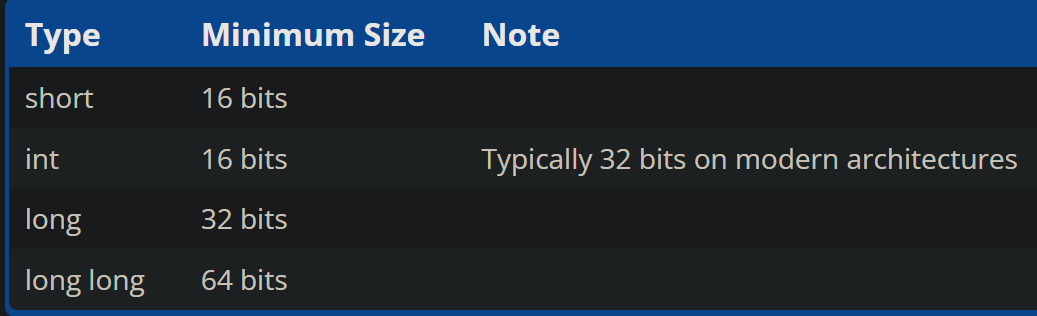 Type Minimum Size Note
short 16 bits
int 16 bits Typically 32 bits on modern architectures
long 32 bits
long long 64 bits